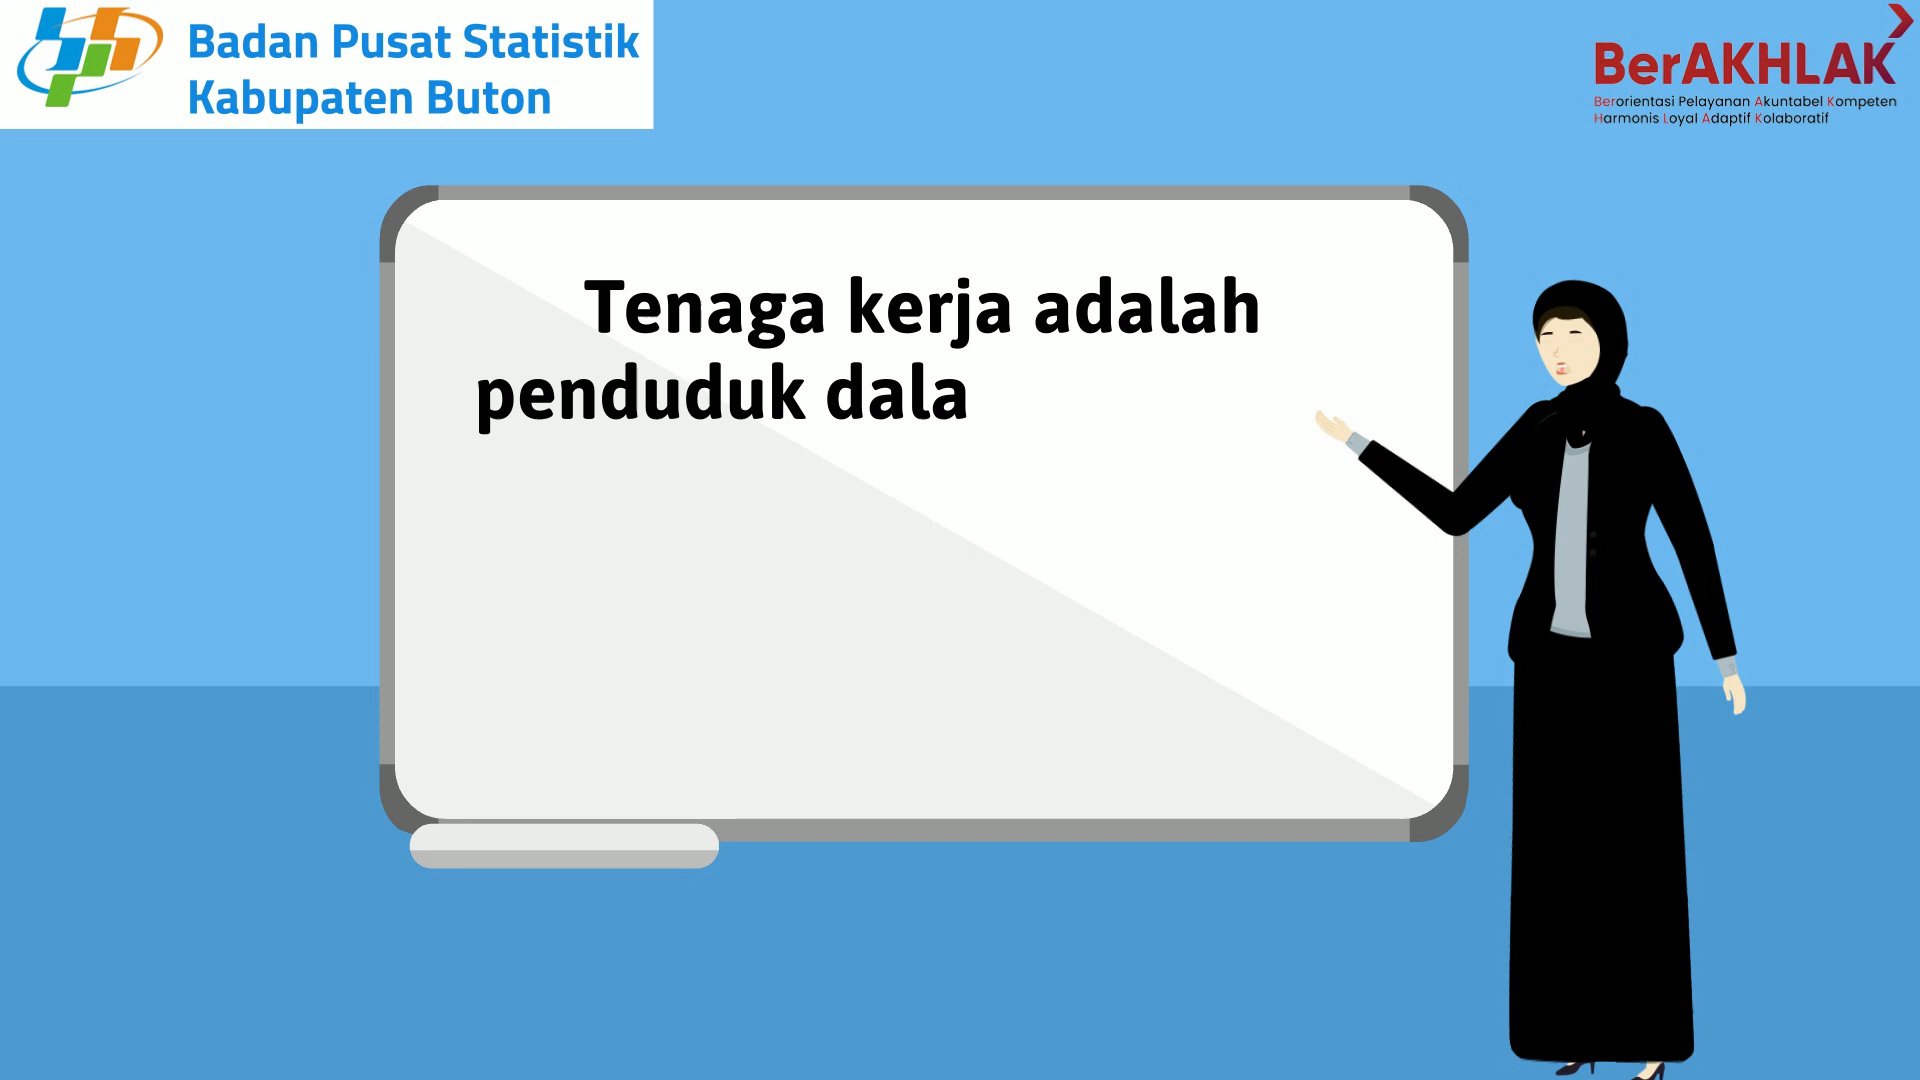 Badan Pusat Statistik
Kabupaten Buton
BerAKHLAK
Berorientasi Pelayanan Akuntabel Kompeten
Harmonis Loyal Adaptif Kolaboratif
Tenaga kerja adalah
penduduk dala